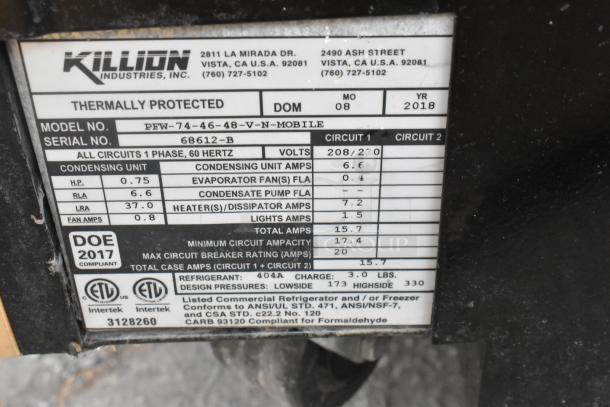 KILLION
INDUSTRIES, INC.
2811 LA MIRADA DR.
VISTA, CA U.S.A. 92081
(760) 727-5102
2490 ASH STREET
VISTA, CA U.S.A. 92081
(760) 727-5102
THERMALLY PROTECTED
DOM
MO
08
YR
2018
MODEL NO. PFW-74-46-48-V-N-MOBILE
SERIAL NO. 68612-B
CIRCUIT 1 CIRCUIT 2
ALL CIRCUITS 1 PHASE, 60 HERTZ VOLTS 208/230
CONDENSING UNIT
H.P. 0.75
RLA 6.6
LRA 37.0
FAN AMPS 0.8
CONDENSING UNIT AMPS 6.6
EVAPORATOR FAN(S) FLA 0.4
CONDENSATE PUMP FLA --
HEATER(S)/DISSIPATOR AMPS 7.2
LIGHTS AMPS 1.5
TOTAL AMPS 15.7
MINIMUM CIRCUIT AMPACITY 17.4
MAX CIRCUIT BREAKER RATING (AMPS) 20
TOTAL CASE AMPS (CIRCUIT 1 + CIRCUIT 2) 15.7
DOE
2017
COMPLIANT
REFRIGERANT: 404A CHARGE: 3.0 LBS.
DESIGN PRESSURES: LOWSIDE 173 HIGHSIDE 330
c ETL us ETL
Intertek Intertek
3128260
Listed Commercial Refrigerator and / or Freezer
Conforms to ANSI/UL STD. 471, ANSI/NSF-7,
and CSA STD. c22.2 No. 120
CARB 93120 Compliant for Formaldehyde